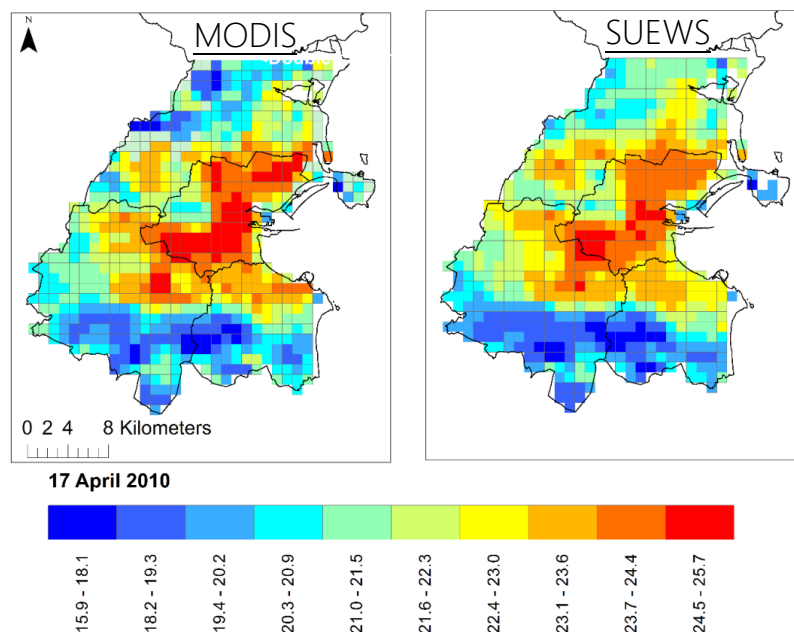 N
MODIS
SUEWS
0 2 4 8 Kilometers
17 April 2010
15.9 - 18.1
18.2 - 19.3
19.4 - 20.2
20.3 - 20.9
21.0 - 21.5
21.6 - 22.3
22.4 - 23.0
23.1 - 23.6
23.7 - 24.4
24.5 - 25.7